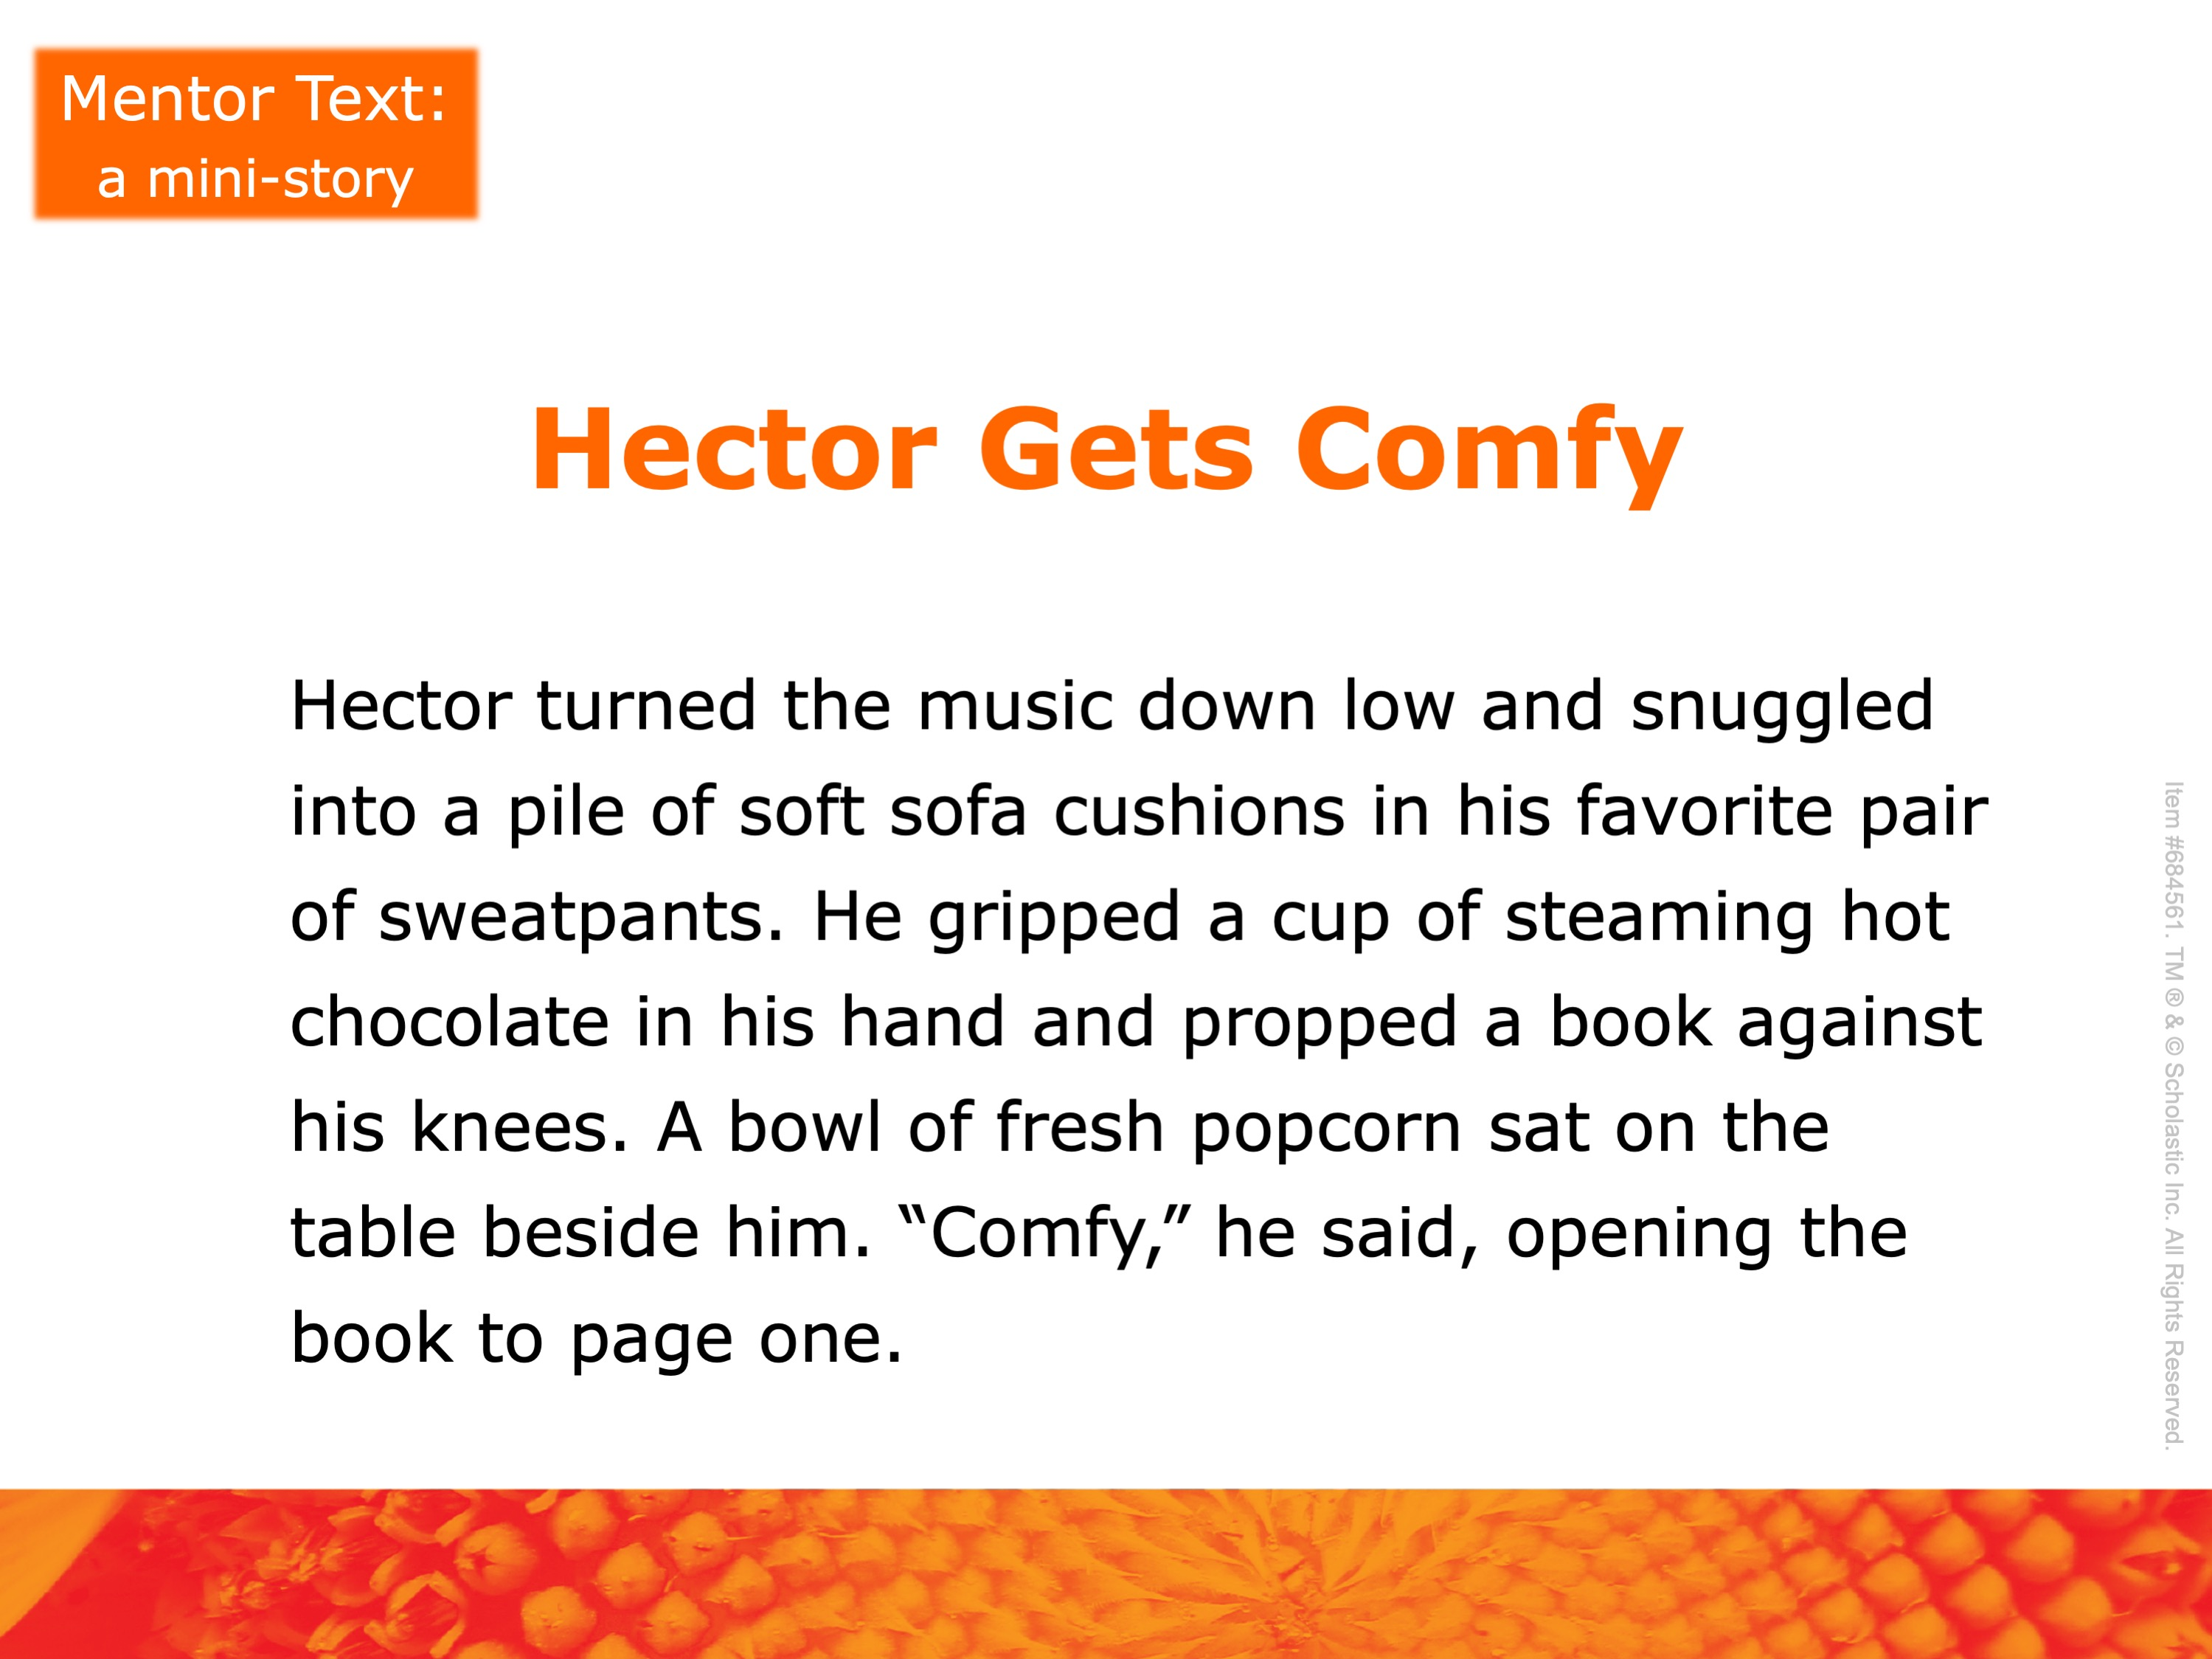 Mentor Text:
a mini-story
Hector Gets Comfy
Hector turned the music down low and snuggled
into a pile of soft sofa cushions in his favorite pair
of sweatpants. He gripped a cup of steaming hot
chocolate in his hand and propped a book against
his knees. A bowl of fresh popcorn sat on the
table beside him. “Comfy,” he said, opening the
book to page one.
Item #684561. TM ® & © Scholastic Inc. All Rights Reserved.